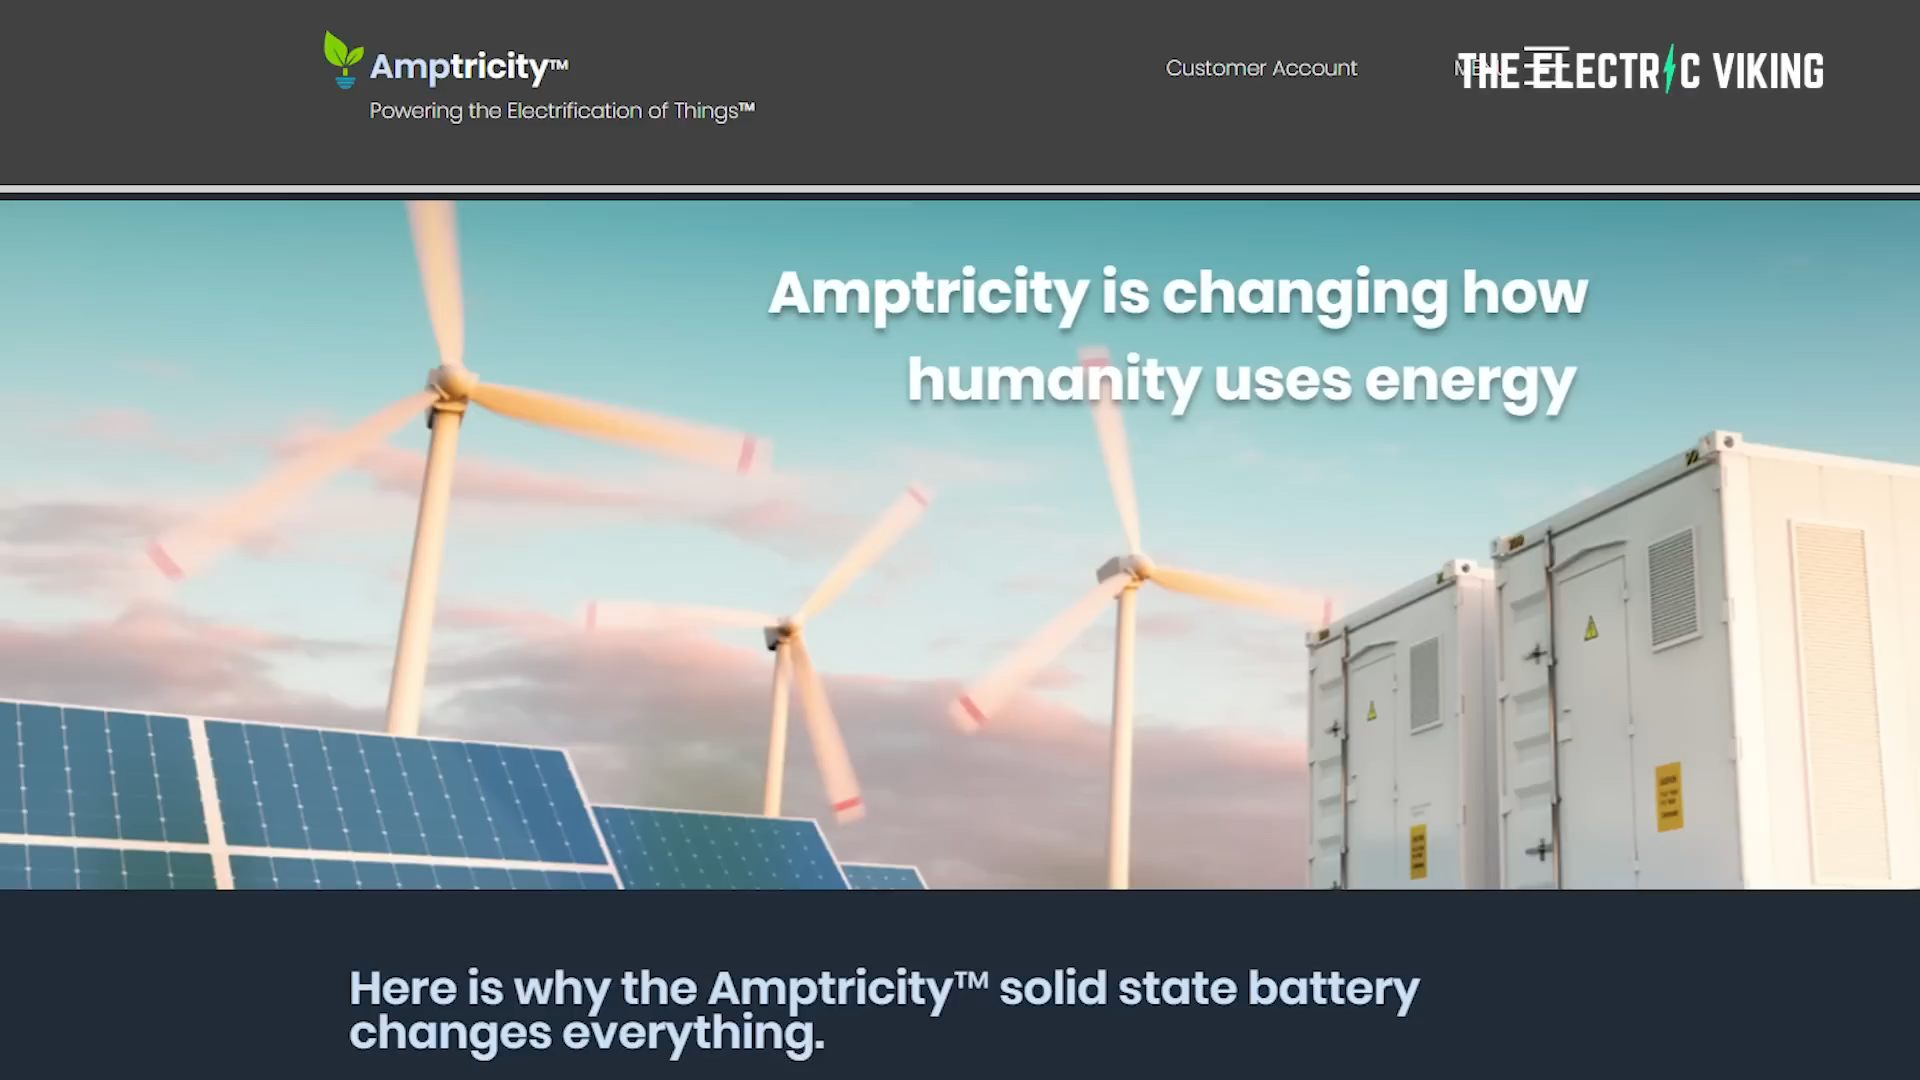 Amptricity™
Powering the Electrification of Things™
Customer Account
THE ELECTRIC VIKING
Amptricity is changing how
humanity uses energy
Here is why the Amptricity™ solid state battery
changes everything.